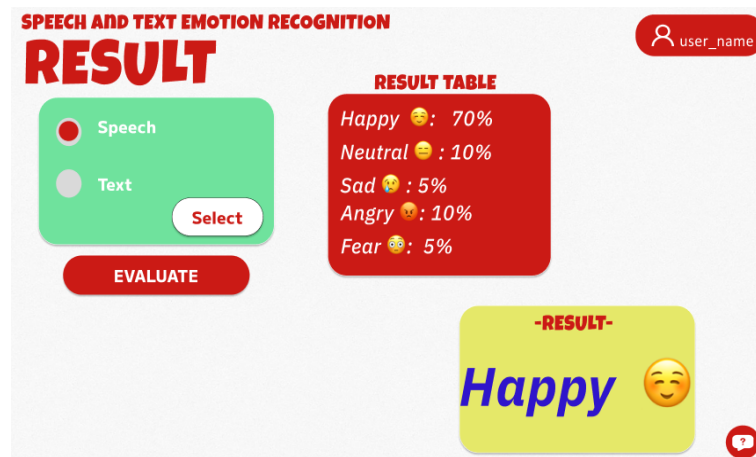 SPEECH AND TEXT EMOTION RECOGNITION
RESULT
user_name
Speech
Text
Select
EVALUATE
RESULT TABLE
Happy ☺️: 70%
Neutral 😑 : 10%
Sad 😢 : 5%
Angry 😡: 10%
Fear 😳: 5%
-RESULT-
Happy ☺️
?